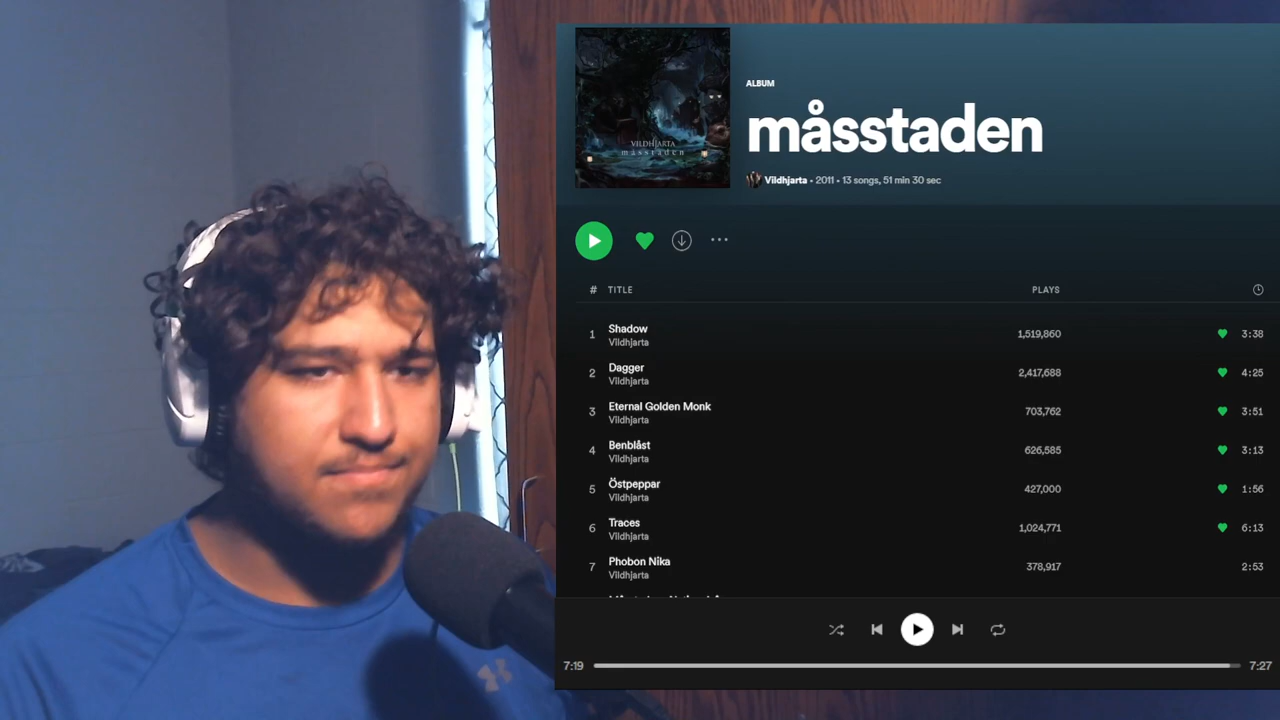 VILDHJARTA
måsstaden
ALBUM
måsstaden
Vildhjarta • 2011 • 13 songs, 51 min 30 sec
# TITLE PLAYS
1 Shadow 1,519,860 3:38
Vildhjarta
2 Dagger 2,417,688 4:25
Vildhjarta
3 Eternal Golden Monk 703,762 3:51
Vildhjarta
4 Benblåst 626,585 3:13
Vildhjarta
5 Östpeppar 427,000 1:56
Vildhjarta
6 Traces 1,024,771 6:13
Vildhjarta
7 Phobon Nika 378,917 2:53
Vildhjarta
7:19 7:27